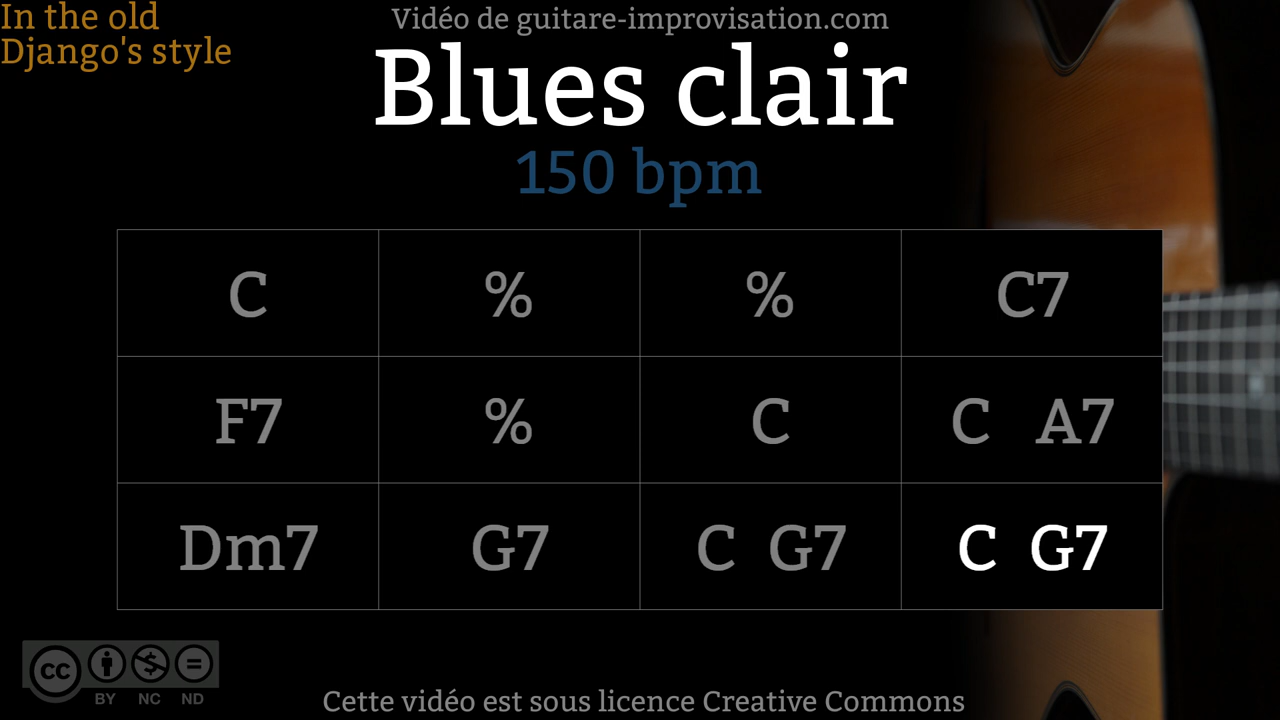 In the old
Django's style
Vidéo de guitare-improvisation.com
Blues clair
150 bpm
C % % C7
F7 % C C A7
Dm7 G7 C G7 C G7
cc
BY NC ND
Cette vidéo est sous licence Creative Commons